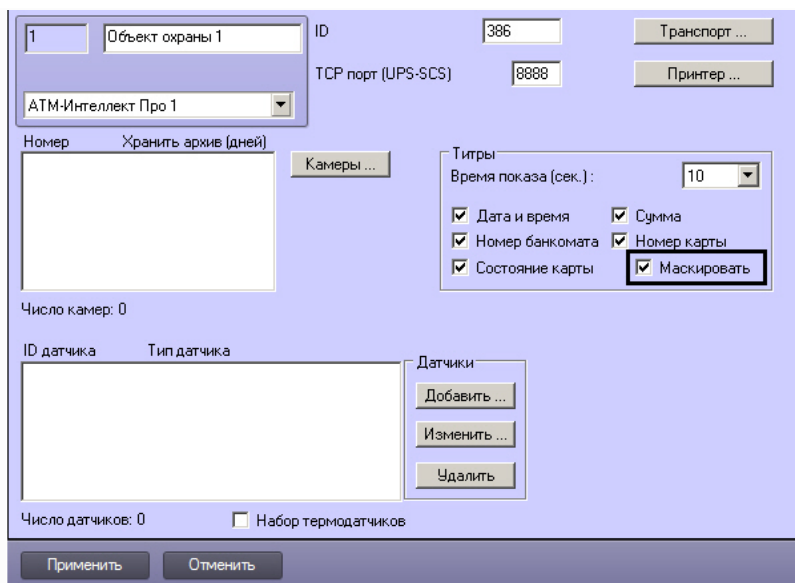 1 Объект охраны 1 ID 386 Транспорт ...
TCP порт (UPS-SCS) 8888 Принтер ...
АТМ-Интеллект Про 1
Номер Хранить архив (дней)
Камеры ...
Титры
Время показа (сек.) : 10
Дата и время Сумма
Номер банкомата Номер карты
Состояние карты Маскировать
Число камер: 0
ID датчика Тип датчика
Датчики
Добавить ...
Изменить ...
Удалить
Число датчиков: 0 Набор термодатчиков
Применить Отменить